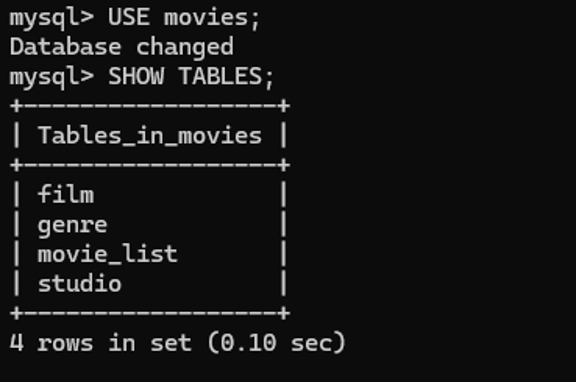 mysql> USE movies;
Database changed
mysql> SHOW TABLES;
+------------------+
| Tables_in_movies |
+------------------+
| film             |
| genre            |
| movie_list       |
| studio           |
+------------------+
4 rows in set (0.10 sec)